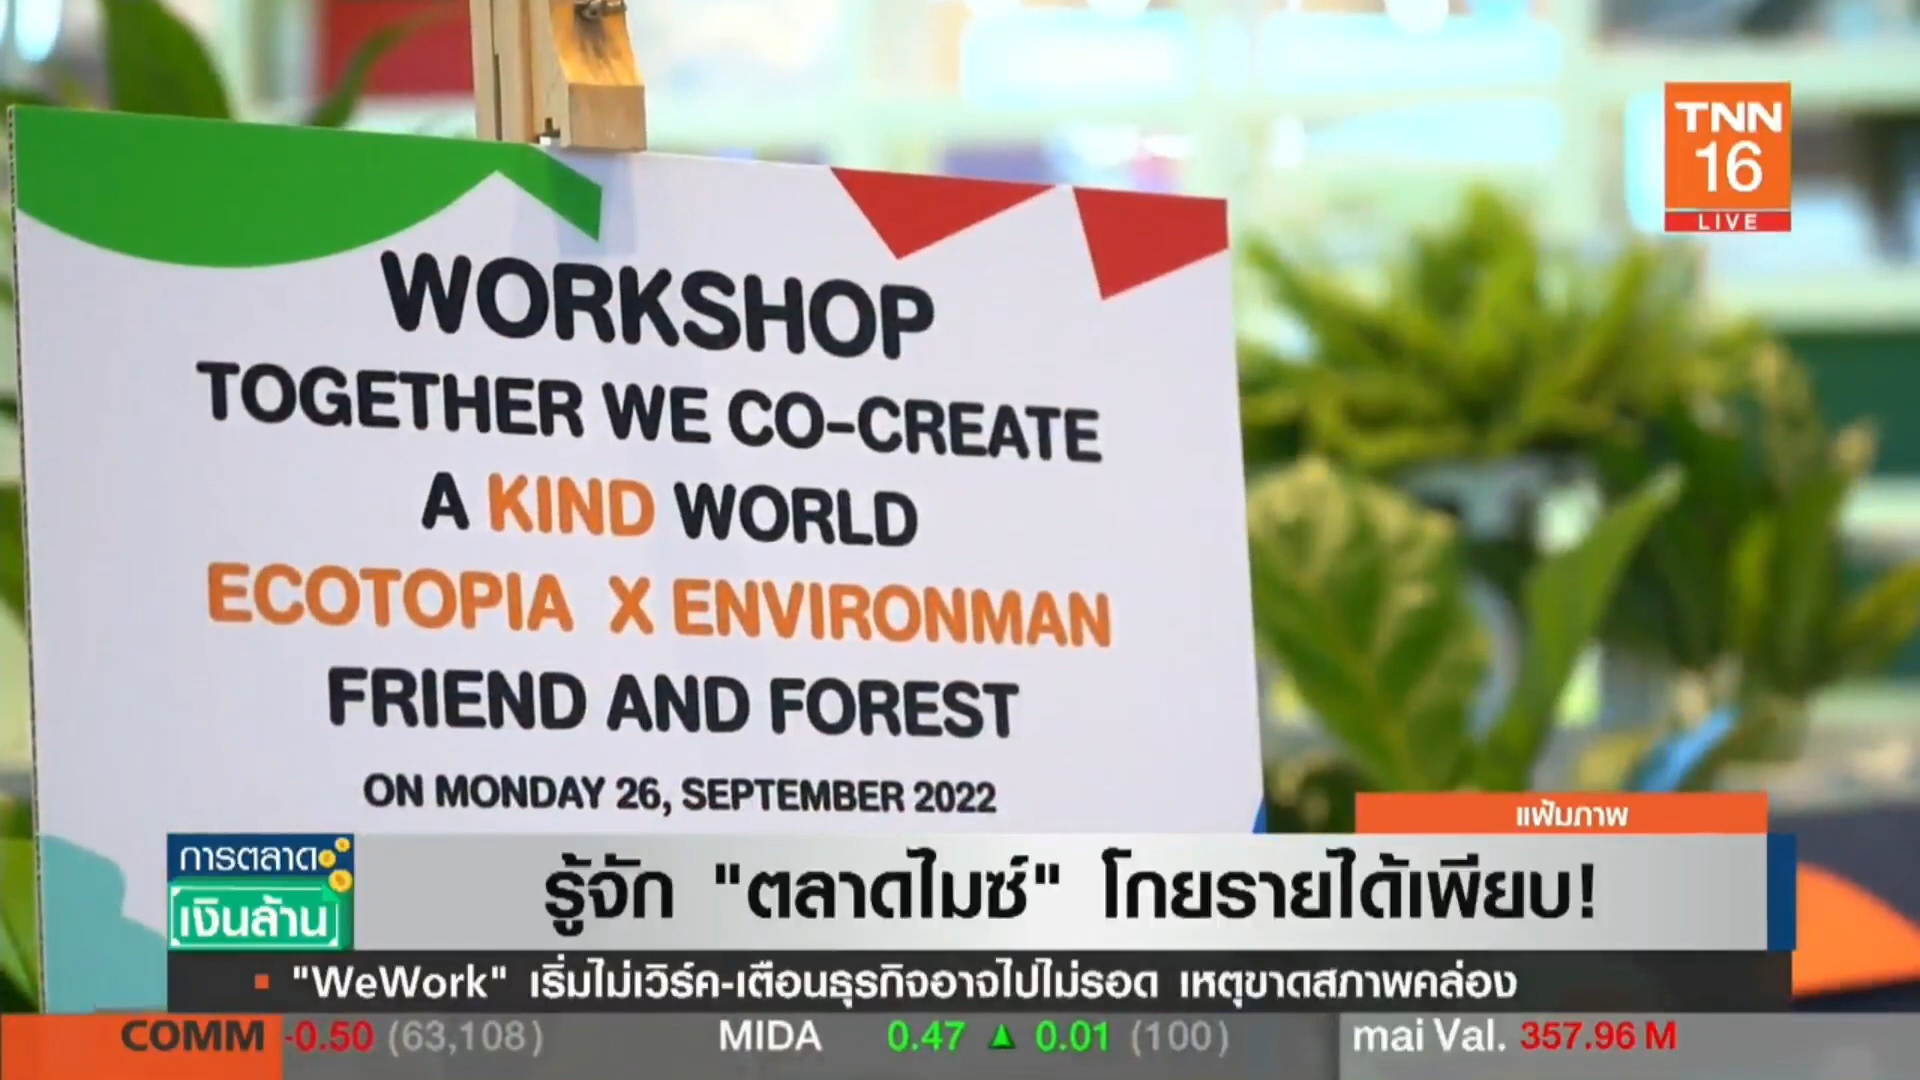 TNN
16
LIVE
WORKSHOP
TOGETHER WE CO-CREATE
A KIND WORLD
ECOTOPIA X ENVIRONMAN
FRIEND AND FOREST
ON MONDAY 26, SEPTEMBER 2022
แฟ้มภาพ
การตลาด
เงินล้าน
รู้จัก "ตลาดไมซ์" โกยรายได้เพียบ!
"WeWork" เริ่มไม่เวิร์ค-เตือนธุรกิจอาจไปไม่รอด เหตุขาดสภาพคล่อง
COMM -0.50 (63,108) MIDA 0.47 ▲ 0.01 (100) mai Val. 357.96 M